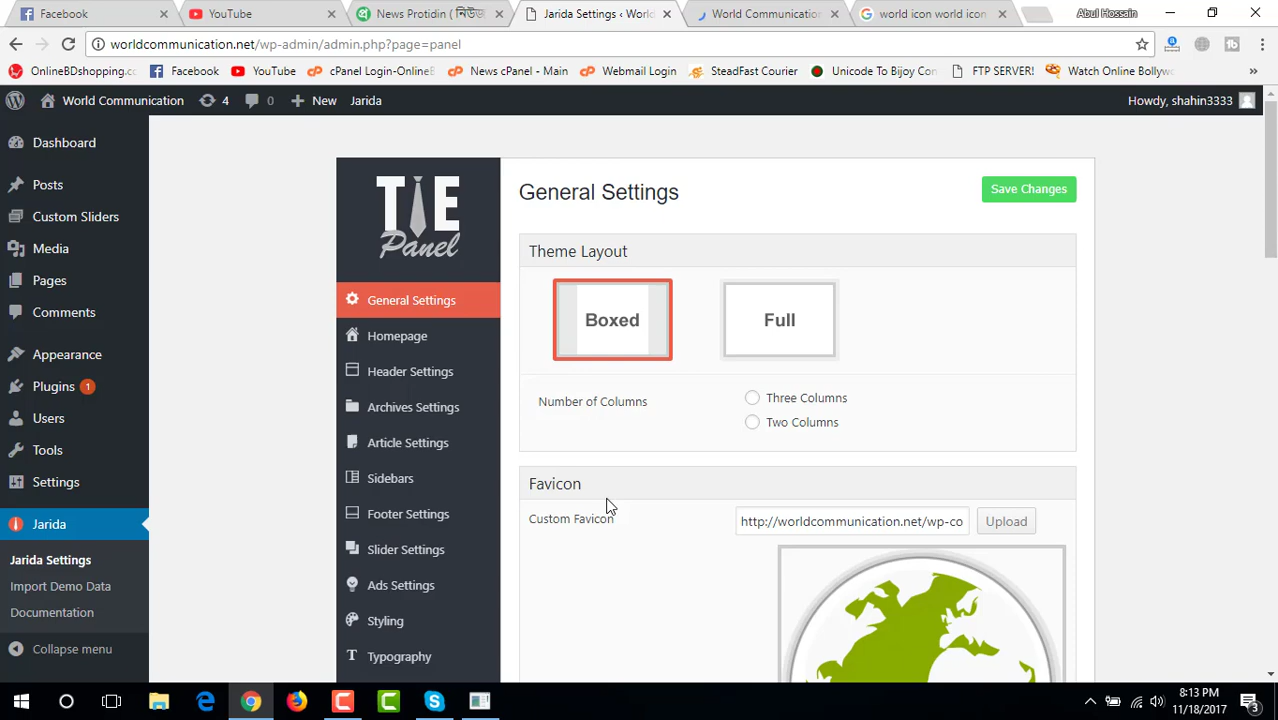 Facebook
YouTube
News Protidin (
Jarida Settings ‹ World
World Communication
world icon world icon
Abul Hossain
worldcommunication.net/wp-admin/admin.php?page=panel
OnlineBDshopping.co
Facebook
YouTube
cPanel Login-OnlineB
News cPanel - Main
Webmail Login
SteadFast Courier
Unicode To Bijoy Con
FTP SERVER!
Watch Online Bollyw
»
World Communication
4
0
New
Jarida
Howdy, shahin3333
Dashboard
Posts
Custom Sliders
Media
Pages
Comments
Appearance
Plugins 1
Users
Tools
Settings
Jarida
Jarida Settings
Import Demo Data
Documentation
Collapse menu
TIE
Panel
General Settings
Homepage
Header Settings
Archives Settings
Article Settings
Sidebars
Footer Settings
Slider Settings
Ads Settings
Styling
Typography
General Settings
Save Changes
Theme Layout
Boxed
Full
Number of Columns
Three Columns
Two Columns
Favicon
Custom Favicon
http://worldcommunication.net/wp-co
Upload
8:13 PM
11/18/2017
3